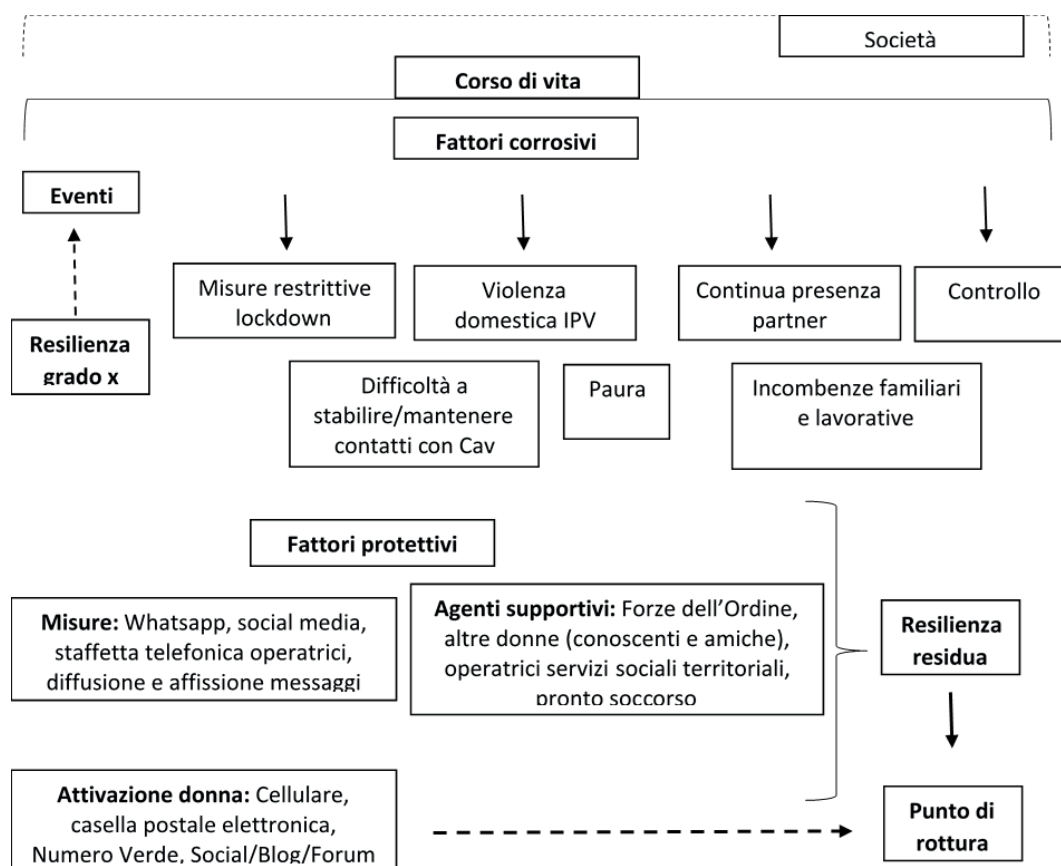 Società
Corso di vita
Fattori corrosivi
Eventi
Misure restrittive
lockdown
Violenza
domestica IPV
Continua presenza
partner
Controllo
Resilienza
grado x
Difficoltà a
stabilire/mantenere
contatti con Cav
Paura
Incombenze familiari
e lavorative
Fattori protettivi
Misure: Whatsapp, social media,
staffetta telefonica operatrici,
diffusione e affissione messaggi
Agenti supportivi: Forze dell’Ordine,
altre donne (conoscenti e amiche),
operatrici servizi sociali territoriali,
pronto soccorso
Resilienza
residua
Attivazione donna: Cellulare,
casella postale elettronica,
Numero Verde, Social/Blog/Forum
Punto di
rottura